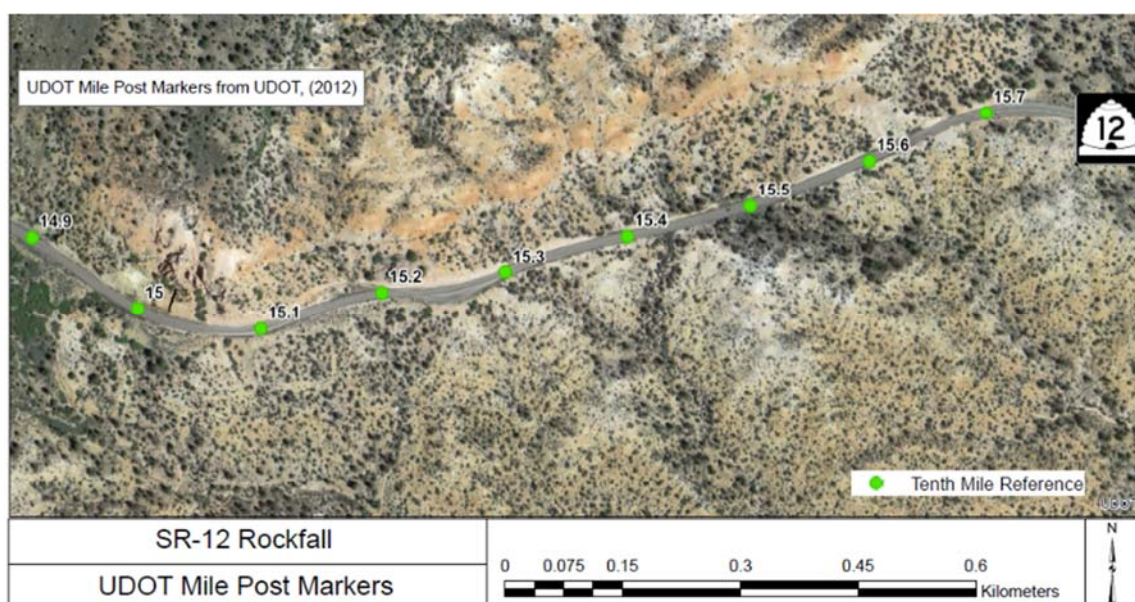 UDOT Mile Post Markers from UDOT, (2012)
14.9
15
15.1
15.2
15.3
15.4
15.5
15.6
15.7
12
Tenth Mile Reference
UDOT
SR-12 Rockfall
UDOT Mile Post Markers
0 0.075 0.15 0.3 0.45 0.6
Kilometers
N